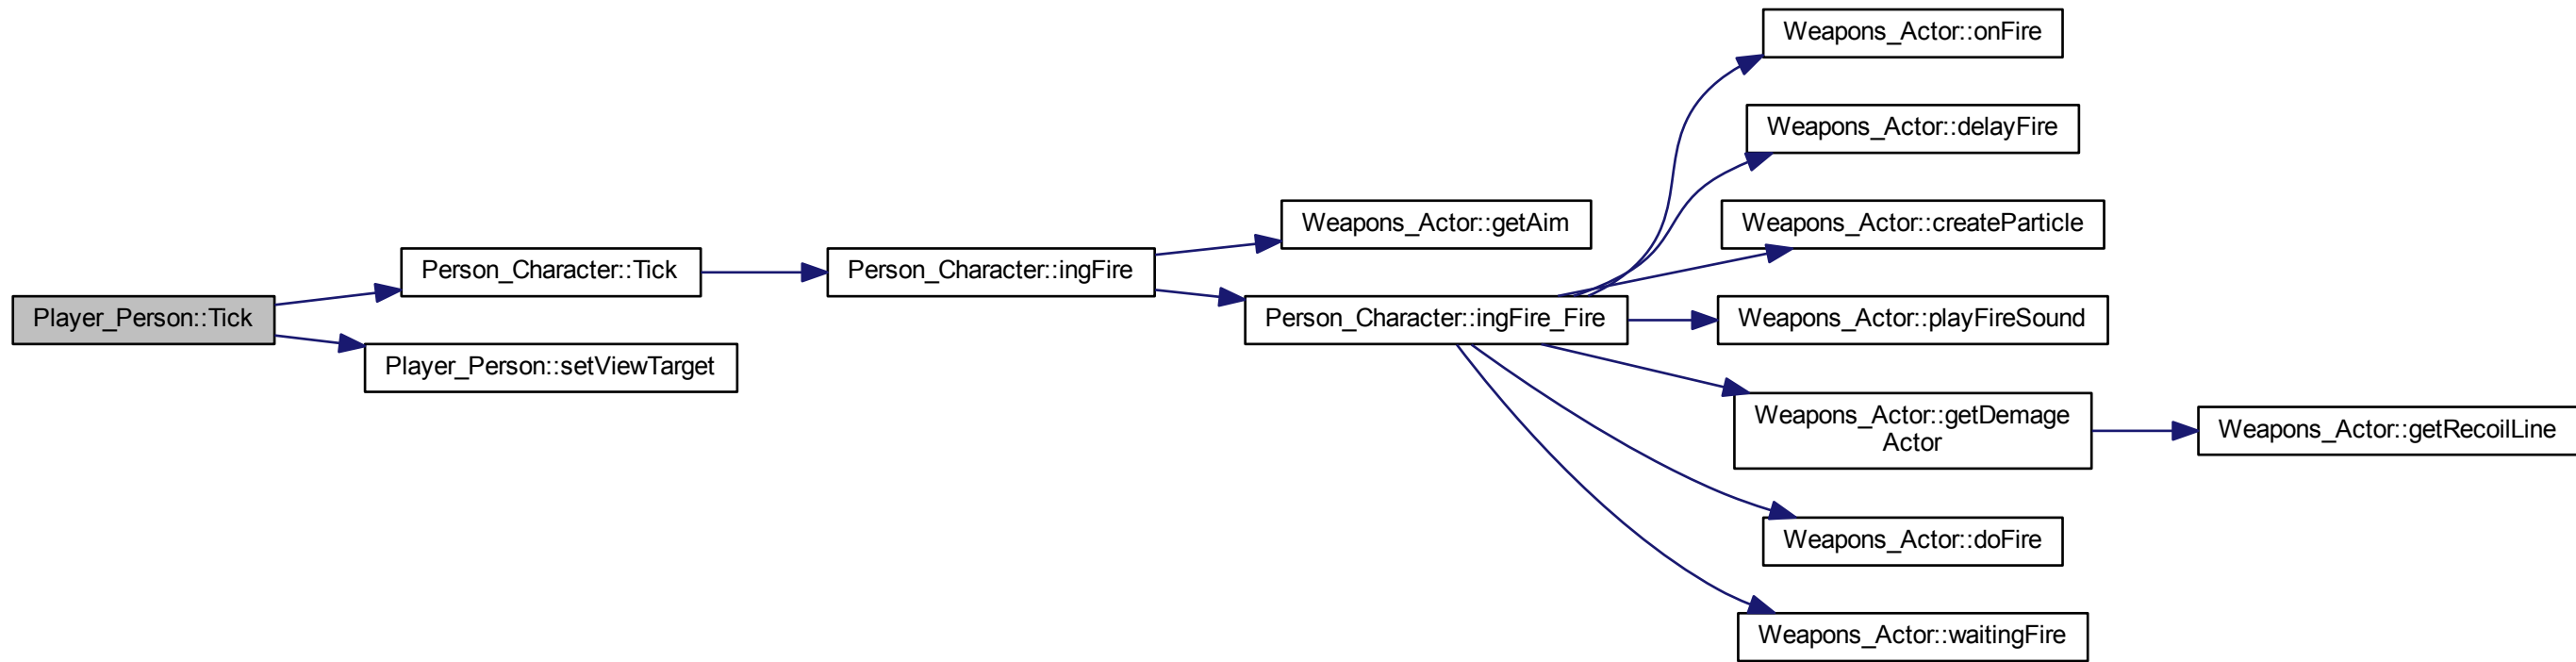 Player_Person::Tick
Person_Character::Tick
Player_Person::setViewTarget
Person_Character::ingFire
Weapons_Actor::getAim
Person_Character::ingFire_Fire
Weapons_Actor::onFire
Weapons_Actor::delayFire
Weapons_Actor::createParticle
Weapons_Actor::playFireSound
Weapons_Actor::getDemage
Actor
Weapons_Actor::doFire
Weapons_Actor::waitingFire
Weapons_Actor::getRecoilLine